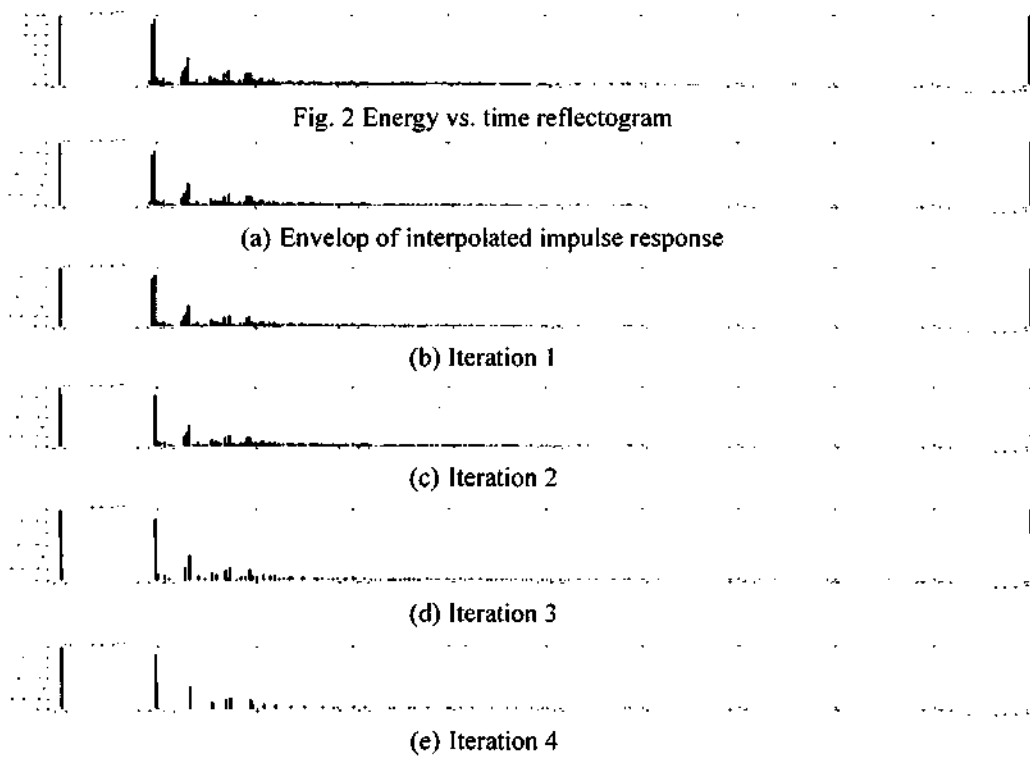 Fig. 2 Energy vs. time reflectogram
(a) Envelop of interpolated impulse response
(b) Iteration 1
(c) Iteration 2
(d) Iteration 3
(e) Iteration 4